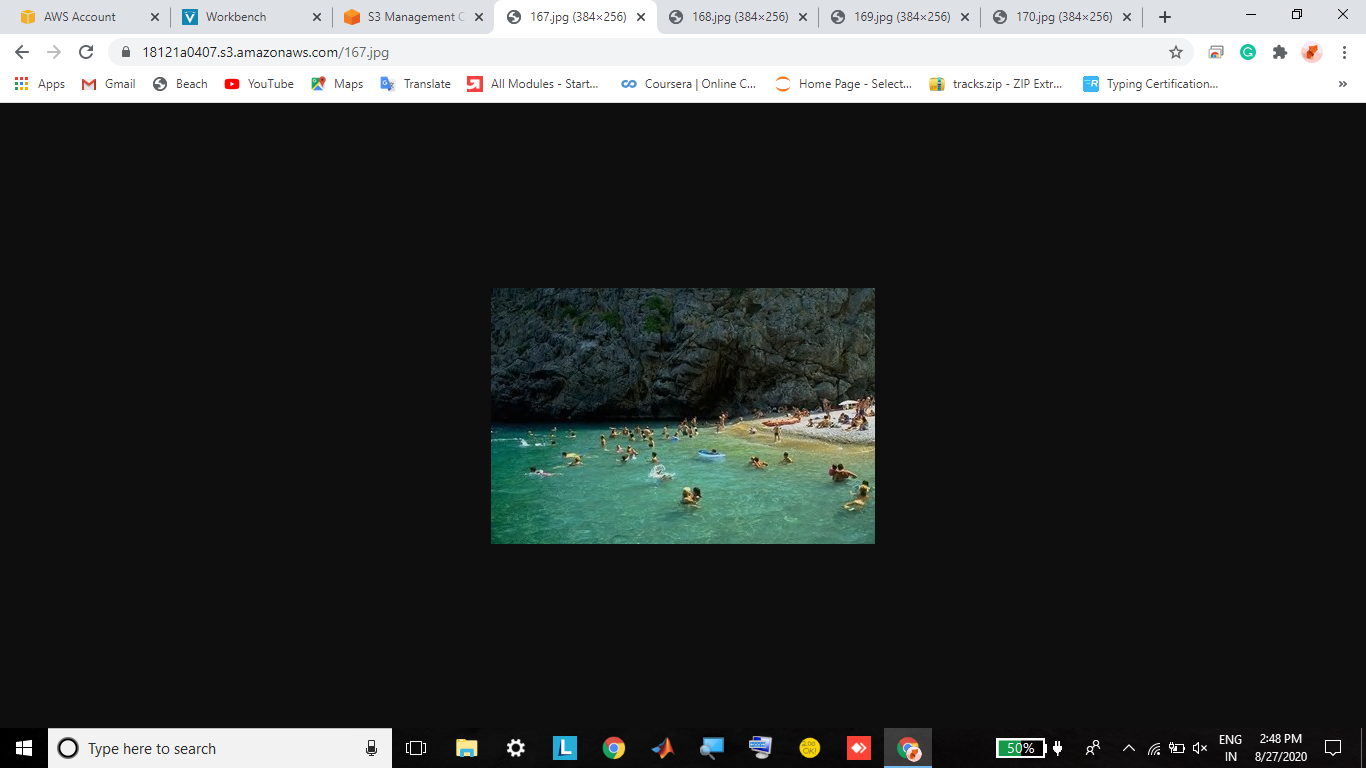 AWS Account
Workbench
S3 Management C
167.jpg (384×256)
168.jpg (384×256)
169.jpg (384×256)
170.jpg (384×256)
18121a0407.s3.amazonaws.com/167.jpg
Apps
Gmail
Beach
YouTube
Maps
Translate
All Modules - Start...
Coursera | Online C...
Home Page - Select...
tracks.zip - ZIP Extr...
Typing Certification...
Type here to search
50%
ENG
IN
2:48 PM
8/27/2020